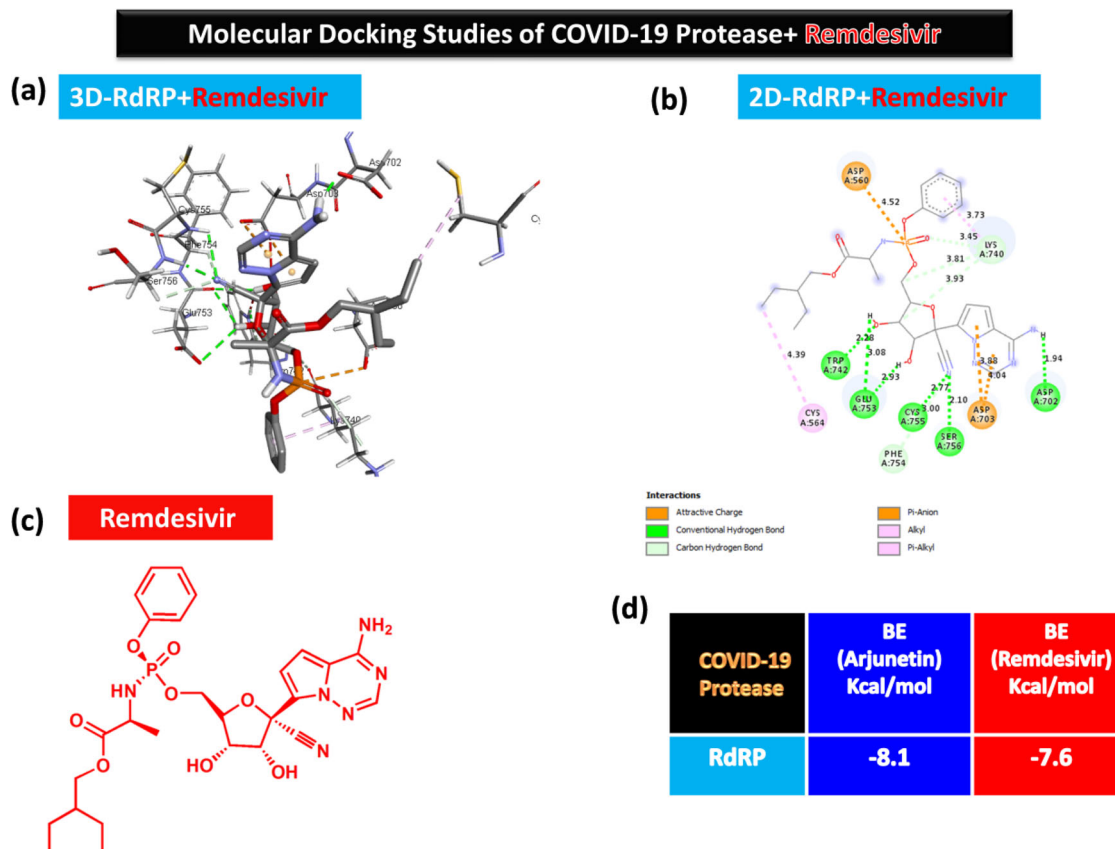 Molecular Docking Studies of COVID-19 Protease+ Remdesivir
(a)
3D-RdRP+Remdesivir
Asp702
Asp703
Cys755
Phe754
Ser756
Glu753
(b)
2D-RdRP+Remdesivir
ASP
A:560
4.52
3.73
3.45
LYS
A:740
3.81
3.93
O
N
P
O
O
O
O
O
O
H
H
H
N
N
N
N
2.28
3.08
2.93
4.39
TRP
A:742
GLU
A:753
2.77
3.00
2.10
3.88
4.04
1.94
CYS
A:564
CYS
A:755
PHE
A:754
SER
A:756
ASP
A:703
ASP
A:702
Interactions
Attractive Charge
Conventional Hydrogen Bond
Carbon Hydrogen Bond
Pi-Anion
Alkyl
Pi-Alkyl
(c)
Remdesivir
O
O
P
HN
O
O
O
O
NH2
N
N
N
N
HO
OH
(d)
COVID-19
Protease
BE
(Arjunetin)
Kcal/mol
BE
(Remdesivir)
Kcal/mol
RdRP
-8.1
-7.6